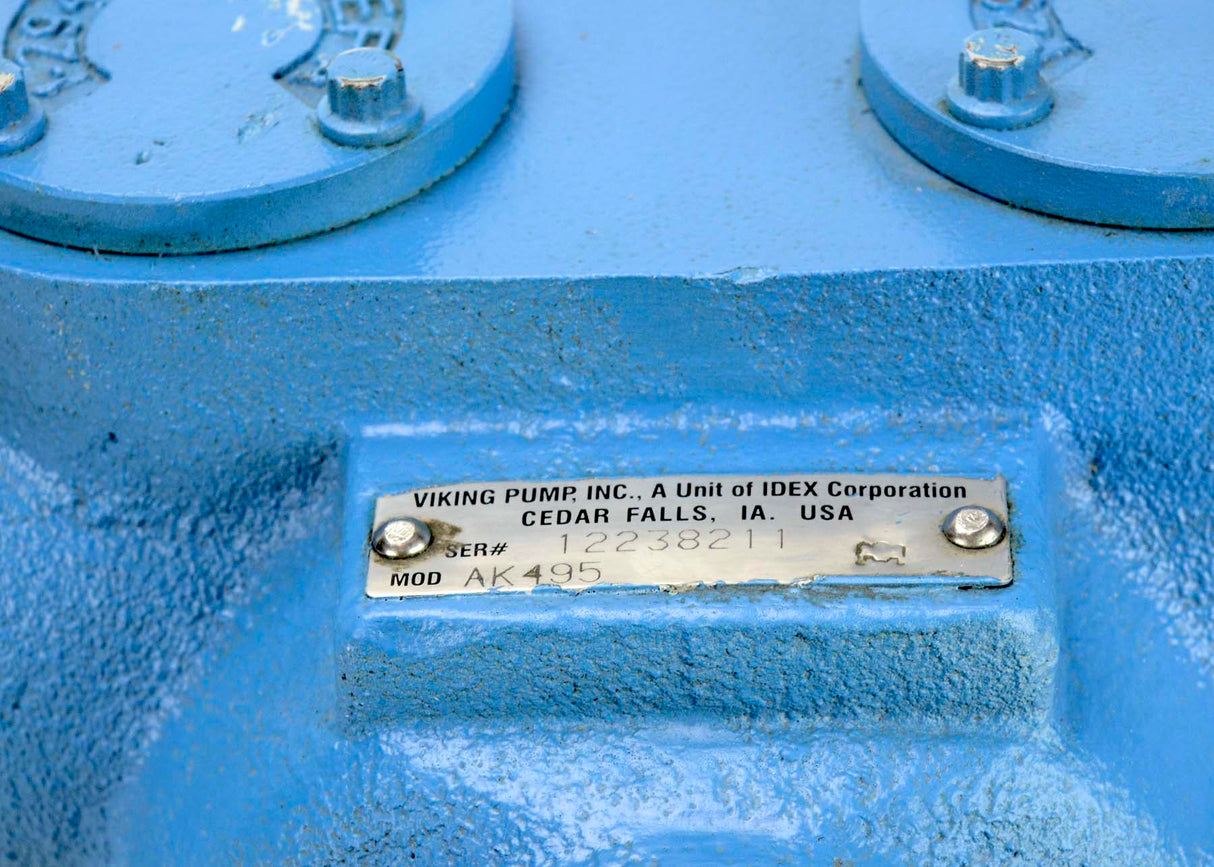 VIKING PUMP, INC., A Unit of IDEX Corporation
CEDAR FALLS, IA. USA
SER# 12238211
MOD AK495